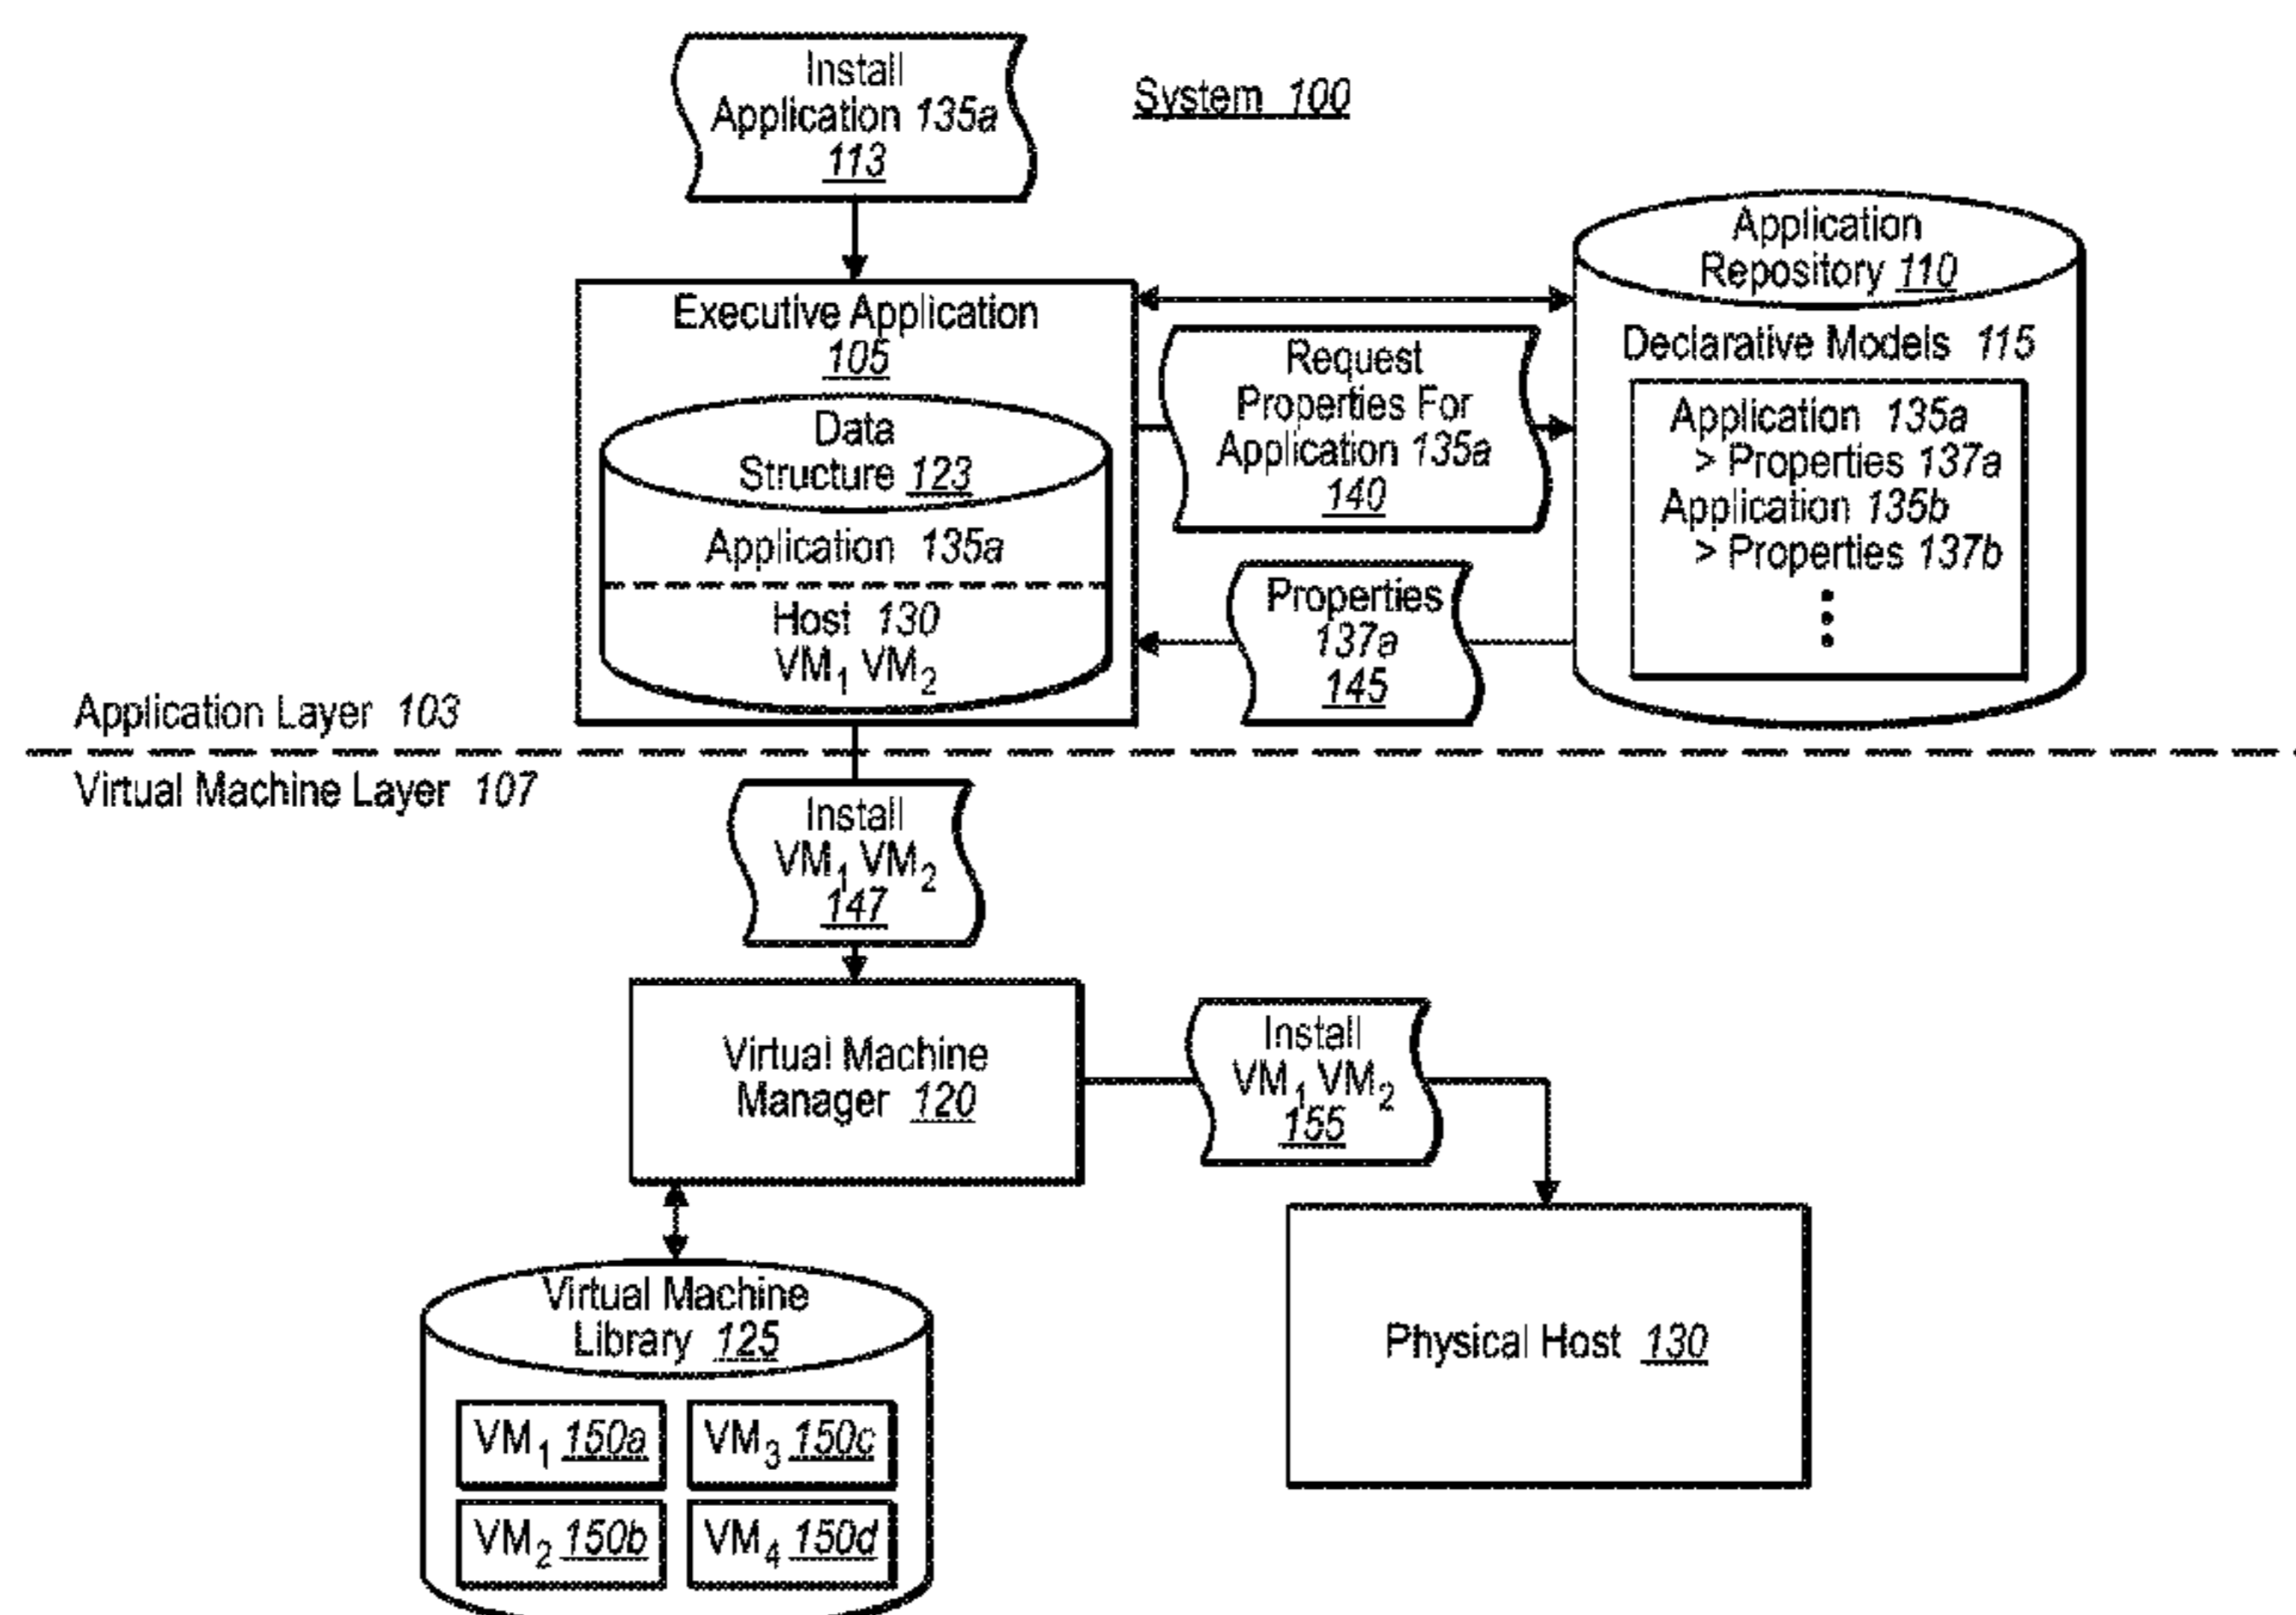 Install
Application 135a
113
System 100
Application
Repository 110
Executive Application
105
Declarative Models 115
Request
Properties For
Application 135a
140
Application 135a
> Properties 137a
Application 135b
> Properties 137b
Data
Structure 123
Application 135a
Host 130
VM₁ VM₂
Properties
137a
145
Application Layer 103
Virtual Machine Layer 107
Install
VM₁ VM₂
147
Virtual Machine
Manager 120
Install
VM₁ VM₂
155
Virtual Machine
Library 125
VM₁ 150a
VM₃ 150c
VM₂ 150b
VM₄ 150d
Physical Host 130